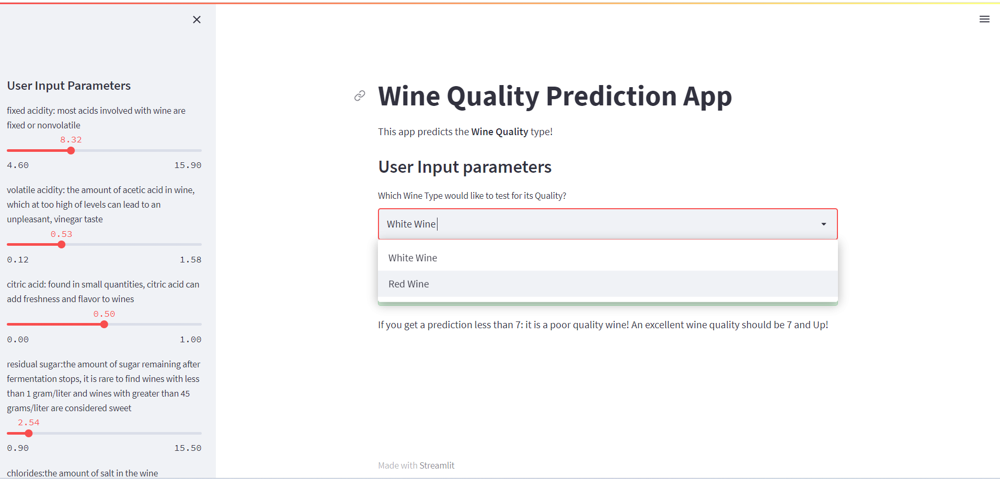 User Input Parameters
fixed acidity: most acids involved with wine are
fixed or nonvolatile
8.32
4.60 15.90
volatile acidity: the amount of acetic acid in wine,
which at too high of levels can lead to an
unpleasant, vinegar taste
0.53
0.12 1.58
citric acid: found in small quantities, citric acid can
add freshness and flavor to wines
0.50
0.00 1.00
residual sugar:the amount of sugar remaining after
fermentation stops, it is rare to find wines with less
than 1 gram/liter and wines with greater than 45
grams/liter are considered sweet
2.54
0.90 15.50
chlorides:the amount of salt in the wine
Wine Quality Prediction App
This app predicts the Wine Quality type!
User Input parameters
Which Wine Type would like to test for its Quality?
White Wine
White Wine
Red Wine
If you get a prediction less than 7: it is a poor quality wine! An excellent wine quality should be 7 and Up!
Made with Streamlit